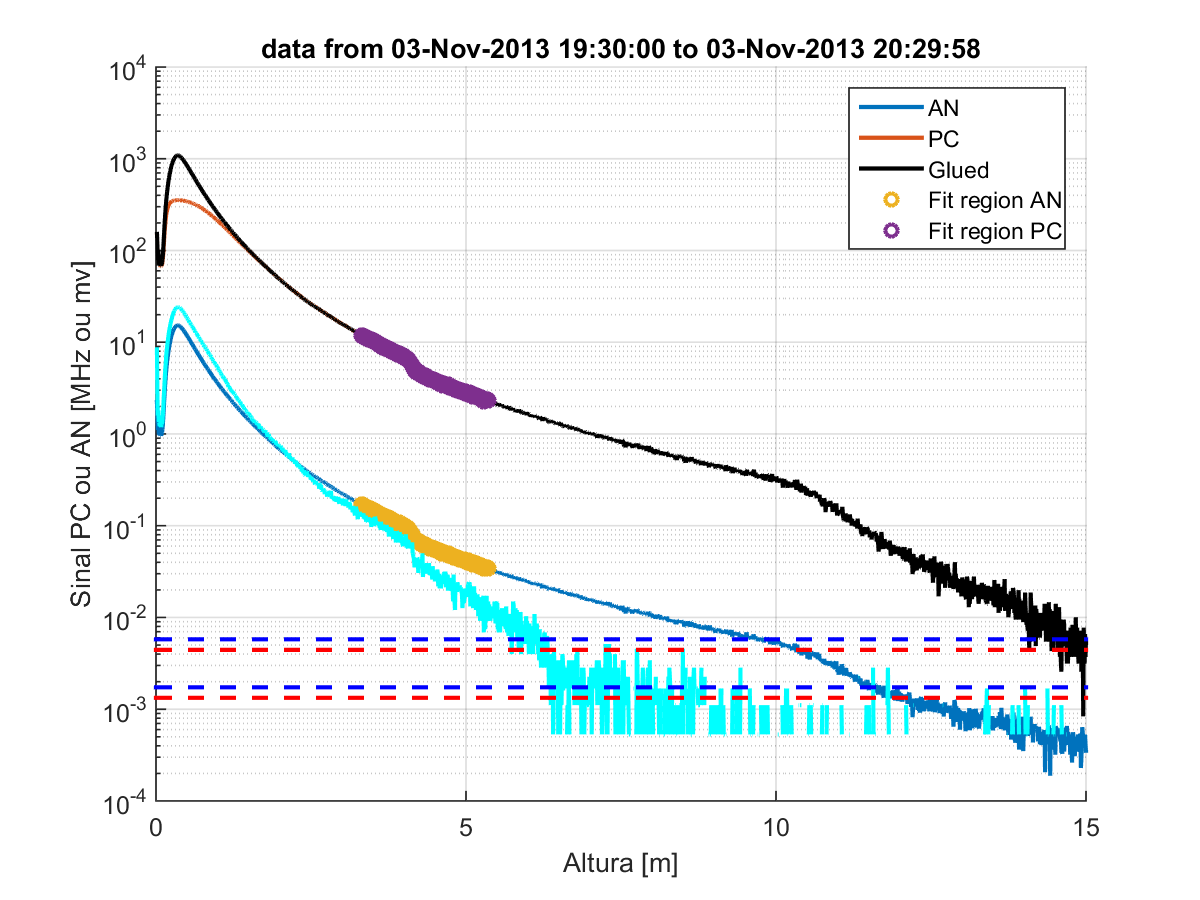 data from 03-Nov-2013 19:30:00 to 03-Nov-2013 20:29:58
10^4
10^3
10^2
10^1
10^0
10^-1
10^-2
10^-3
10^-4
Sinal PC ou AN [MHz ou mv]
AN
PC
Glued
Fit region AN
Fit region PC
0 5 10 15
Altura [m]